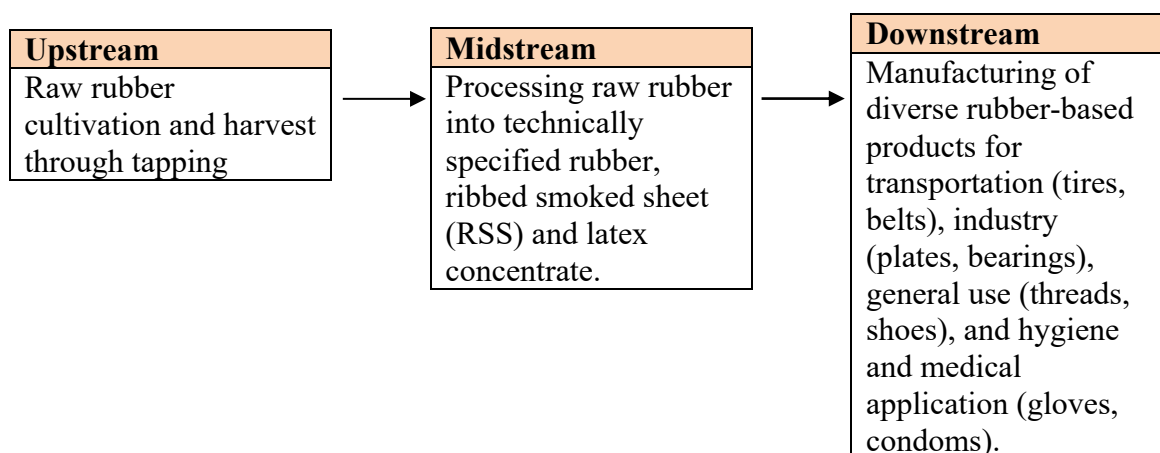 Upstream
Raw rubber
cultivation and harvest
through tapping
Midstream
Processing raw rubber
into technically
specified rubber,
ribbed smoked sheet
(RSS) and latex
concentrate.
Downstream
Manufacturing of
diverse rubber-based
products for
transportation (tires,
belts), industry
(plates, bearings),
general use (threads,
shoes), and hygiene
and medical
application (gloves,
condoms).